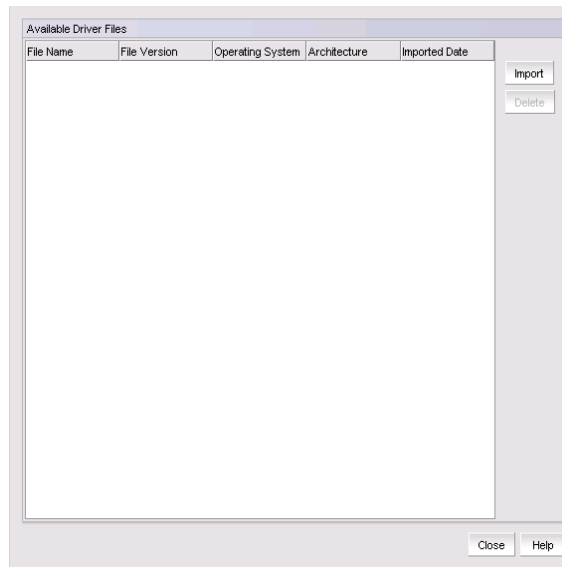 Available Driver Files
File Name File Version Operating System Architecture Imported Date
Import
Delete
Close Help